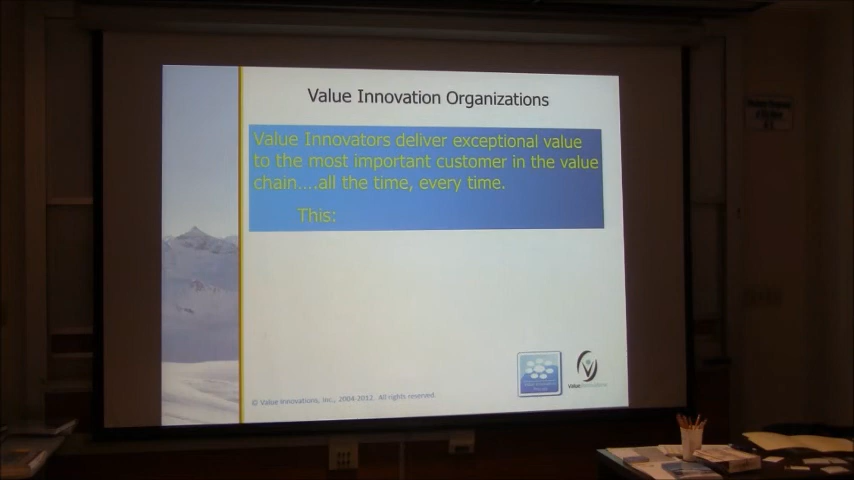 Value Innovation Organizations
Value Innovators deliver exceptional value
to the most important customer in the value
chain....all the time, every time.
This:
© Value Innovations, Inc., 2004-2012. All rights reserved.